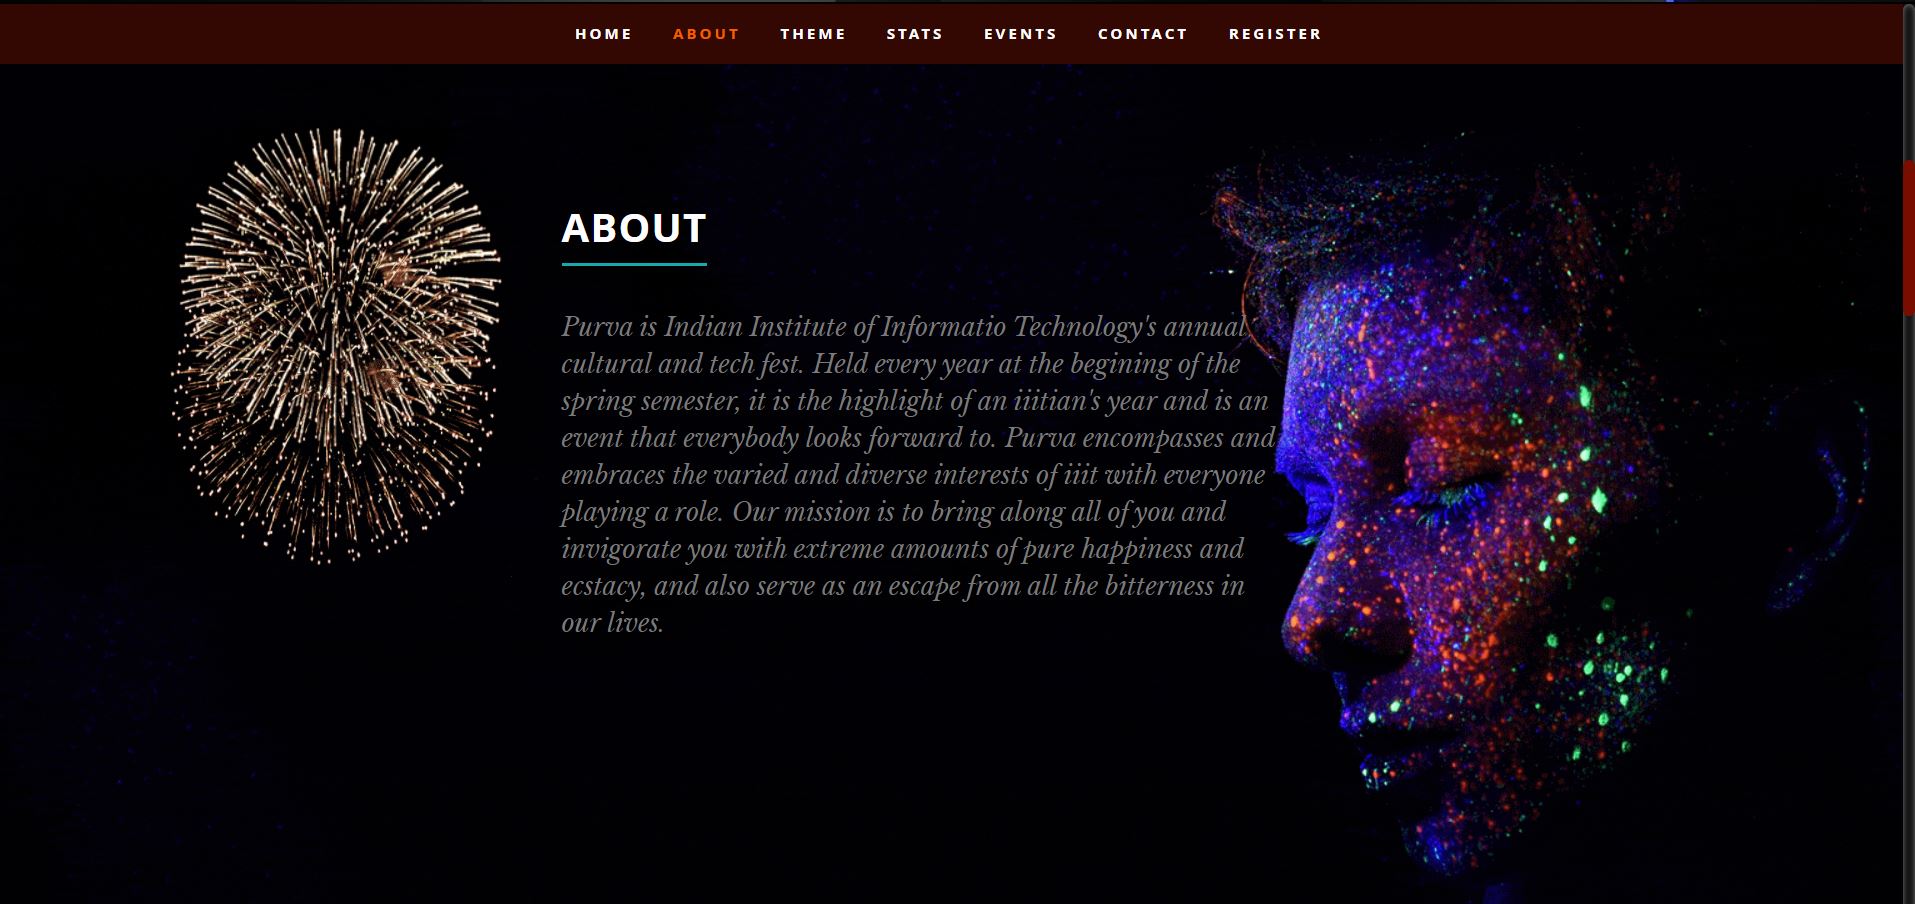 HOME ABOUT THEME STATS EVENTS CONTACT REGISTER
ABOUT
Purva is Indian Institute of Informatio Technology's annual
cultural and tech fest. Held every year at the begining of the
spring semester, it is the highlight of an iiitian's year and is an
event that everybody looks forward to. Purva encompasses and
embraces the varied and diverse interests of iiit with everyone
playing a role. Our mission is to bring along all of you and
invigorate you with extreme amounts of pure happiness and
ecstacy, and also serve as an escape from all the bitterness in
our lives.